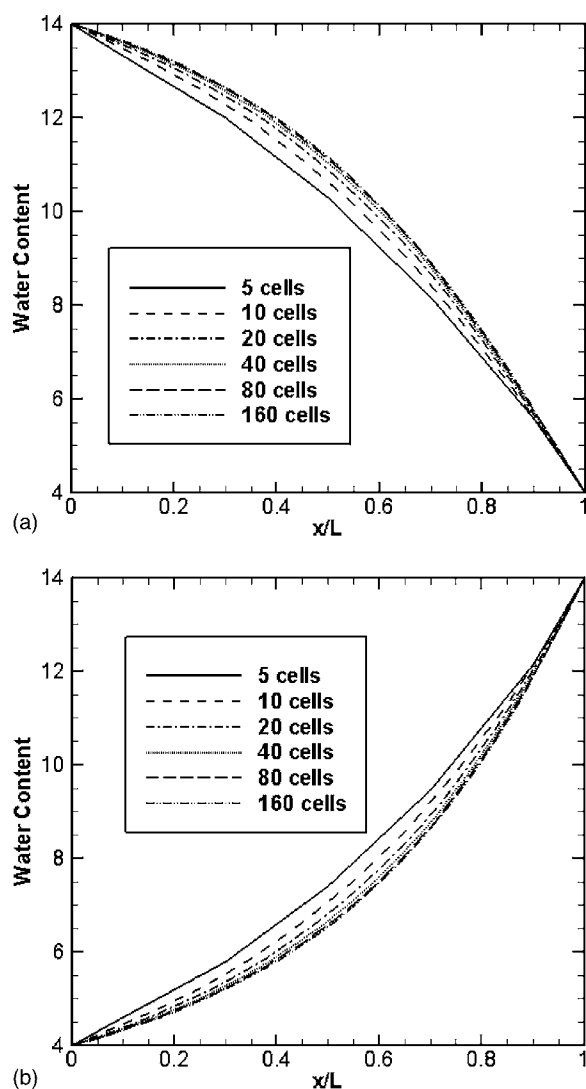 14
12
10
8
6
4
Water Content
5 cells
10 cells
20 cells
40 cells
80 cells
160 cells
0 0.2 0.4 0.6 0.8 1
x/L
(a)
14
12
10
8
6
4
Water Content
5 cells
10 cells
20 cells
40 cells
80 cells
160 cells
0 0.2 0.4 0.6 0.8 1
x/L
(b)